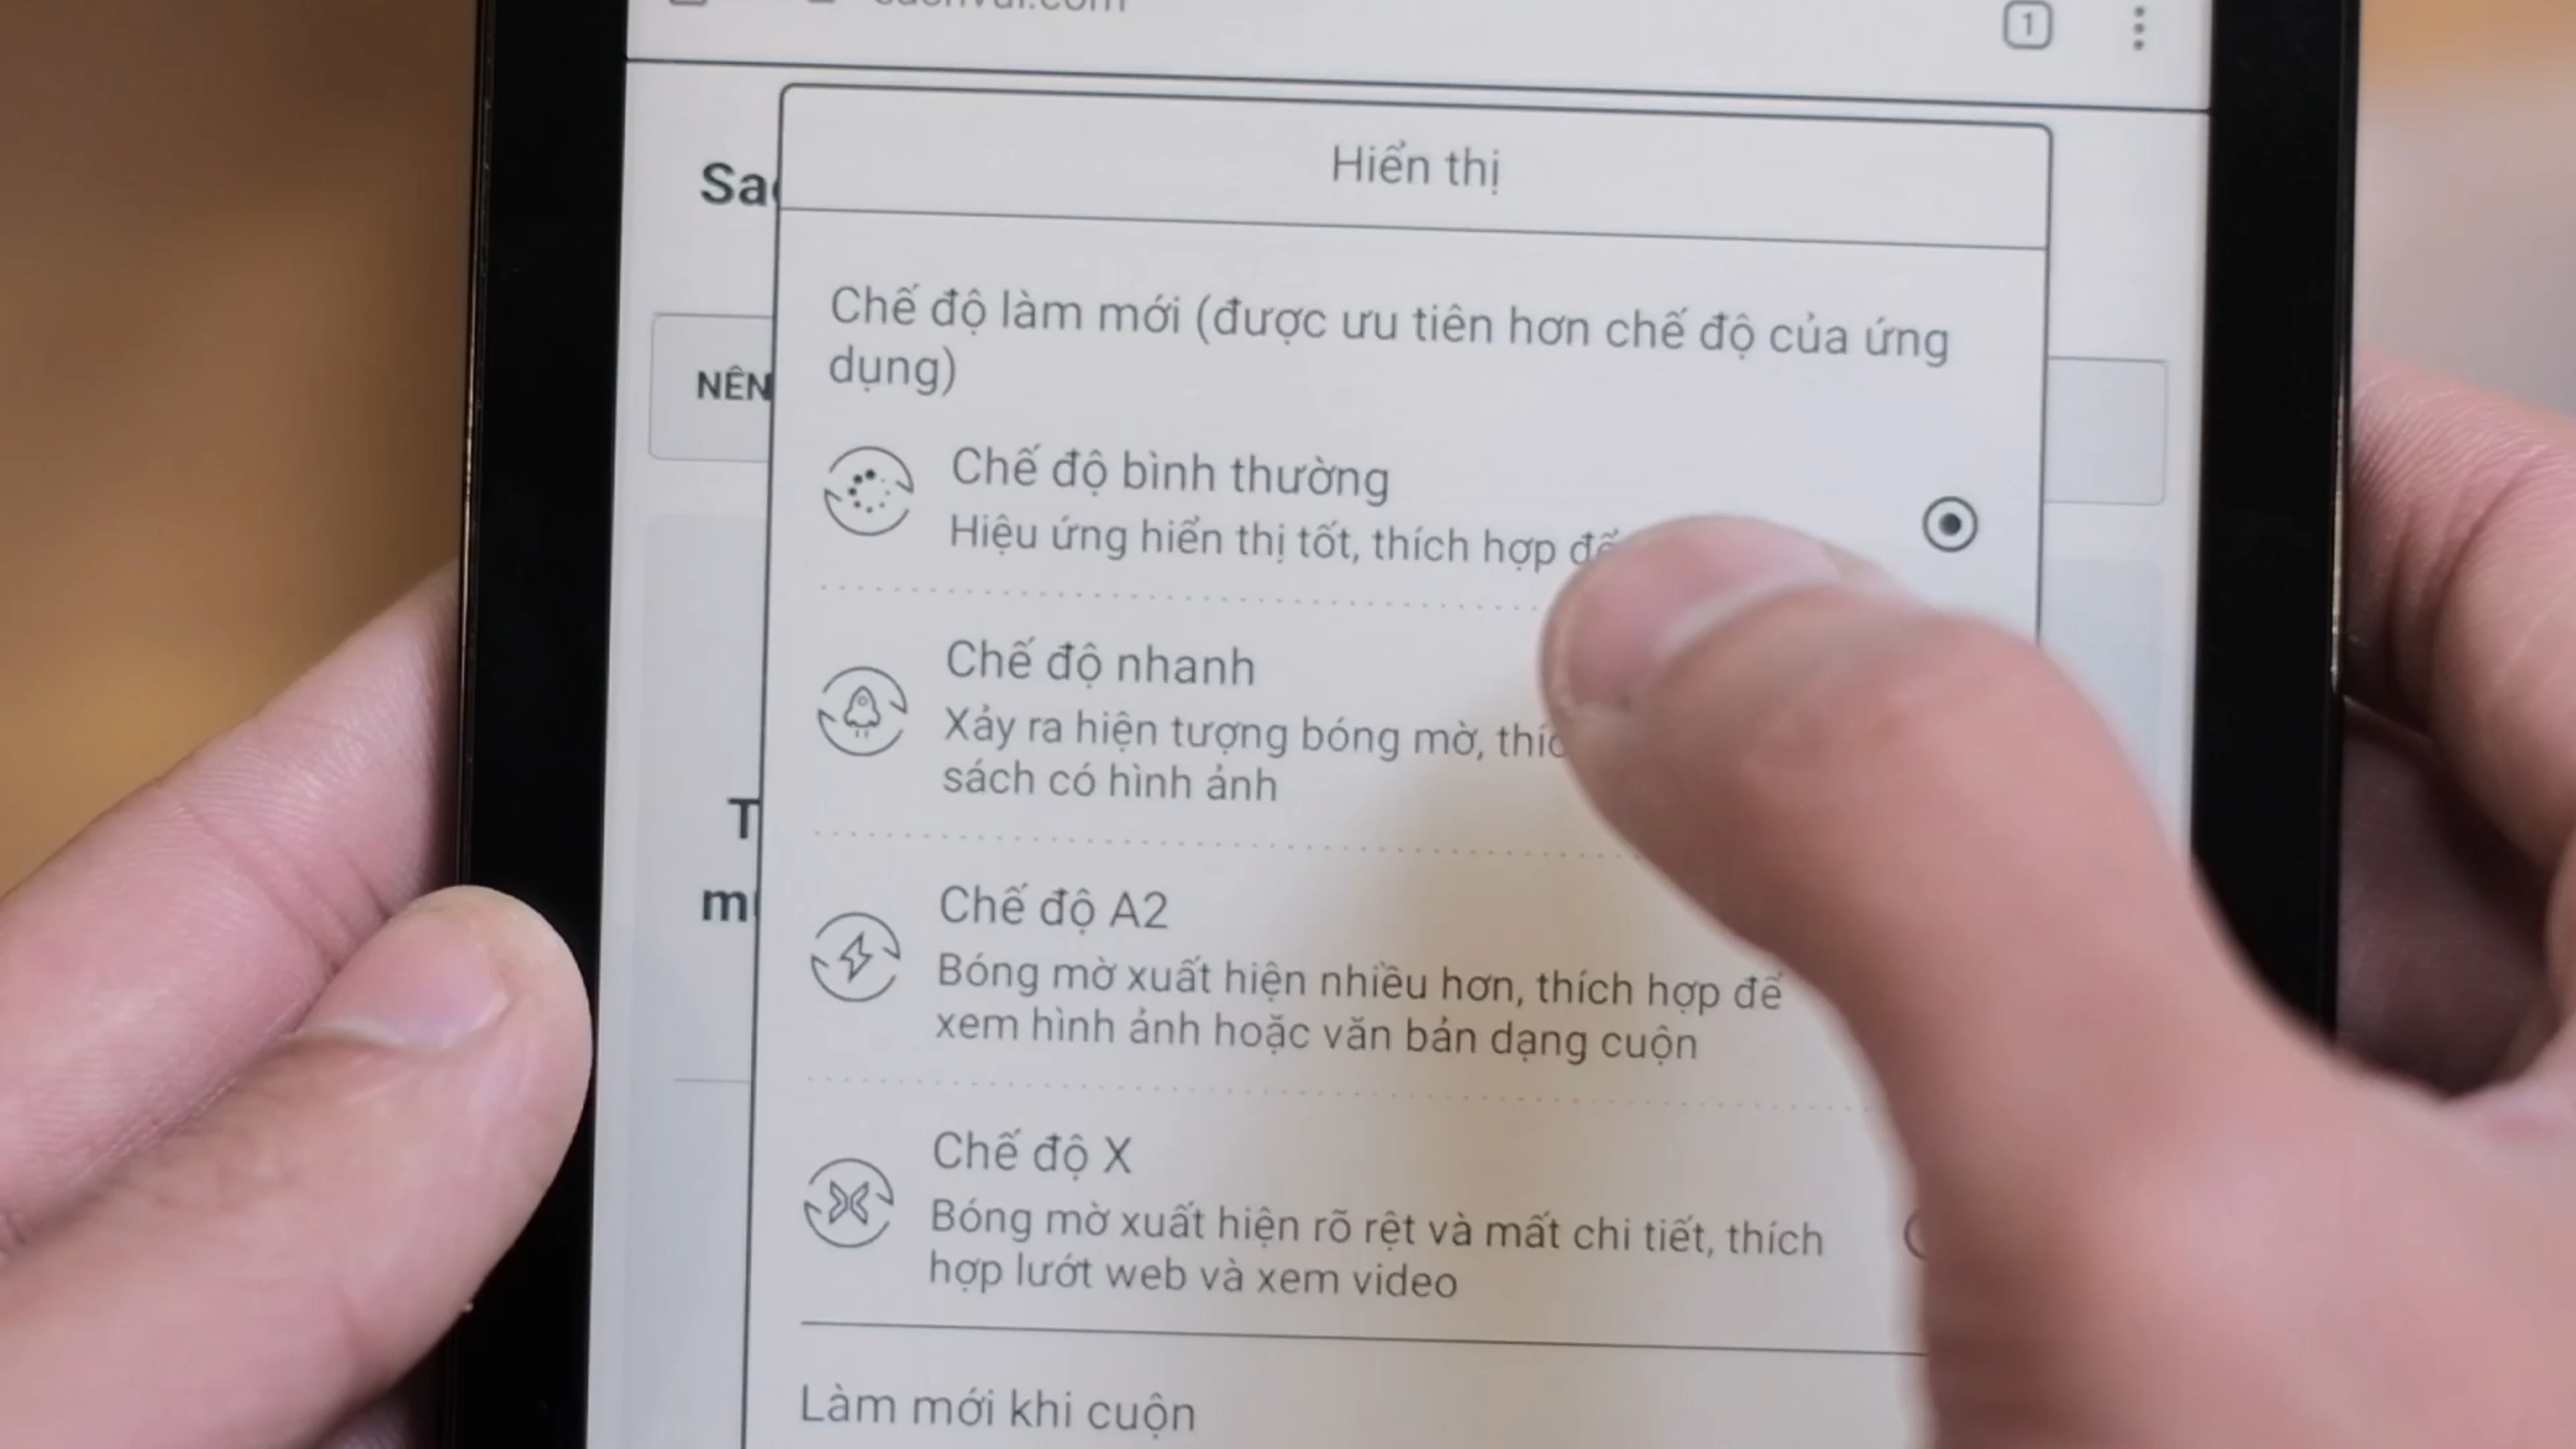 1
Hiển thị
NÊN
Chế độ làm mới (được ưu tiên hơn chế độ của ứng
dụng)
Chế độ bình thường
Hiệu ứng hiển thị tốt, thích hợp để
Chế độ nhanh
Xảy ra hiện tượng bóng mờ,
sách có hình ảnh
Chế độ A2
Bóng mờ xuất hiện nhiều hơn, thích hợp để
xem hình ảnh hoặc văn bản dạng cuộn
Chế độ X
Bóng mờ xuất hiện rõ rệt và mất chi tiết, thích
hợp lướt web và xem video
Làm mới khi cuộn